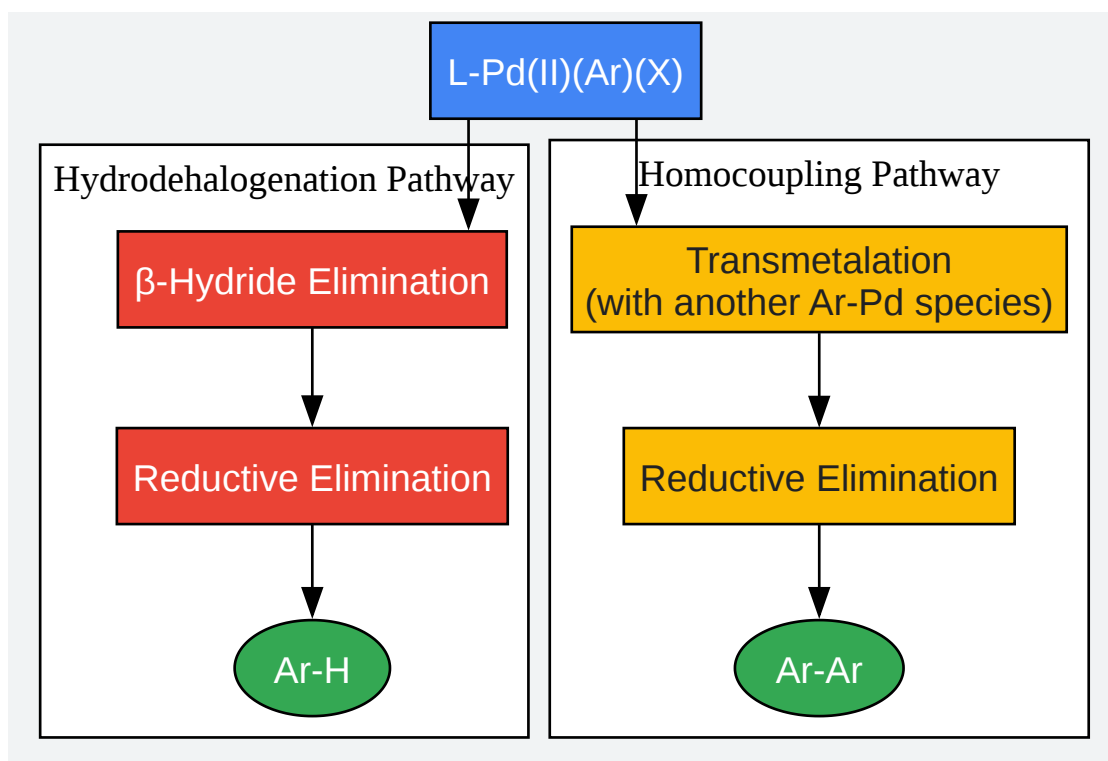 L-Pd(II)(Ar)(X)
Hydrodehalogenation Pathway
β-Hydride Elimination
Reductive Elimination
Ar-H
Homocoupling Pathway
Transmetalation
(with another Ar-Pd species)
Reductive Elimination
Ar-Ar